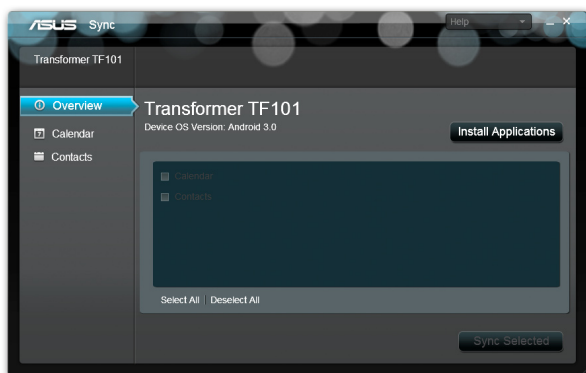 ASUS Sync
Help
Transformer TF101
Overview
Calendar
Contacts
Transformer TF101
Device OS Version: Android 3.0
Install Applications
Calendar
Contacts
Select All | Deselect All
Sync Selected